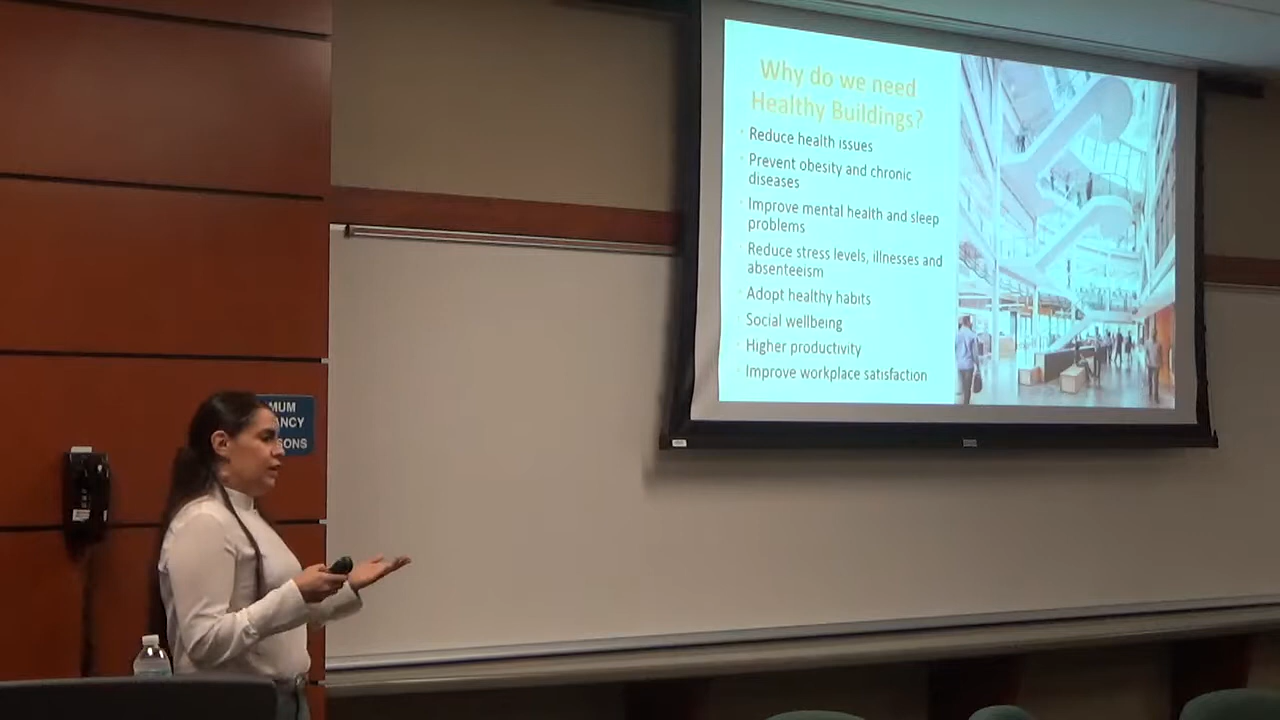 Why do we need
Healthy Buildings?
Reduce health issues
Prevent obesity and chronic
diseases
Improve mental health and sleep
problems
Reduce stress levels, illnesses and
absenteeism
Adopt healthy habits
Social wellbeing
Higher productivity
Improve workplace satisfaction
MUM
ANCY
SONS